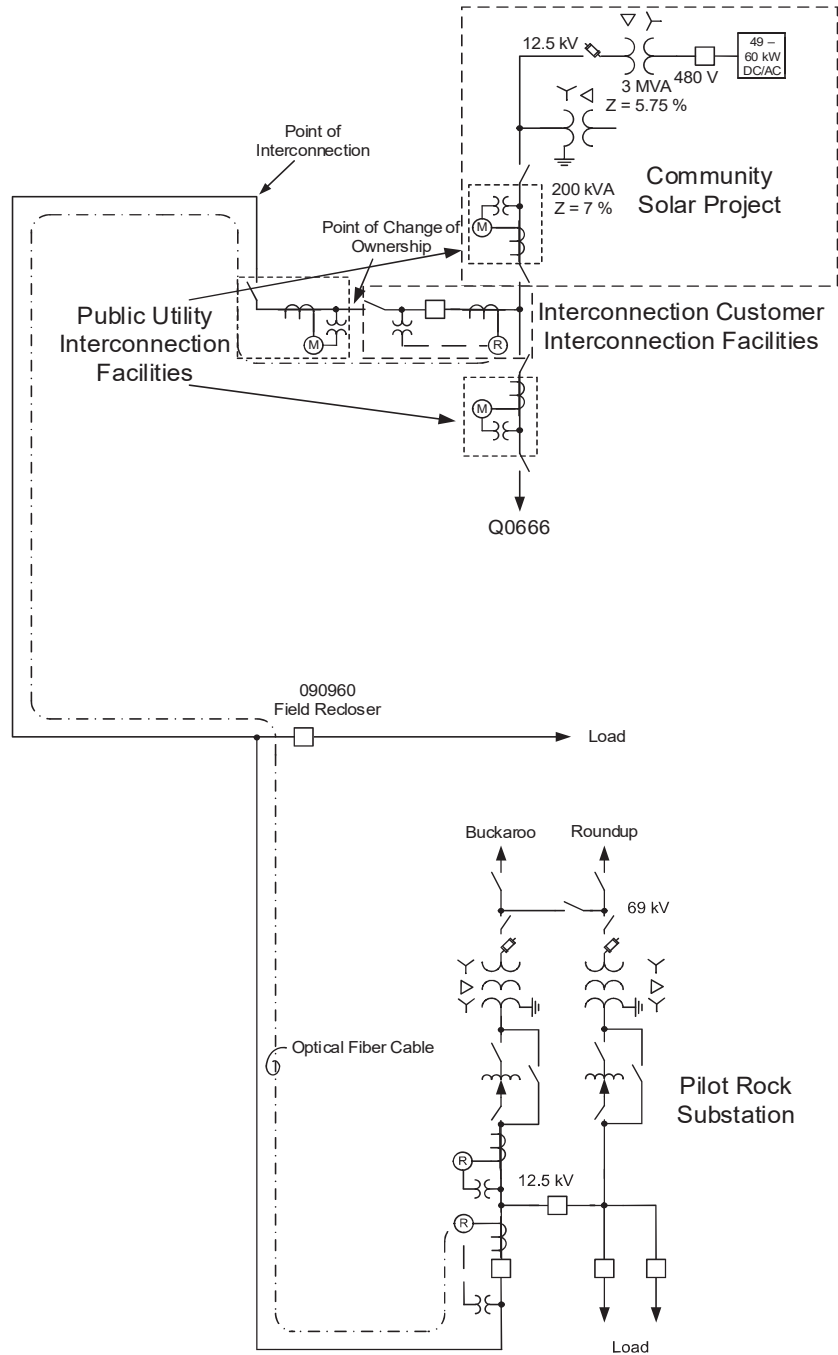 12.5 kV
49 –
60 kW
DC/AC
480 V
3 MVA
Z = 5.75 %
Point of
Interconnection
Community
Solar Project
200 kVA
Z = 7 %
Point of Change of
Ownership
M
Public Utility
Interconnection
Facilities
Interconnection Customer
Interconnection Facilities
M
R
M
Q0666
090960
Field Recloser
Load
Buckaroo
Roundup
69 kV
Optical Fiber Cable
Pilot Rock
Substation
R
12.5 kV
R
Load